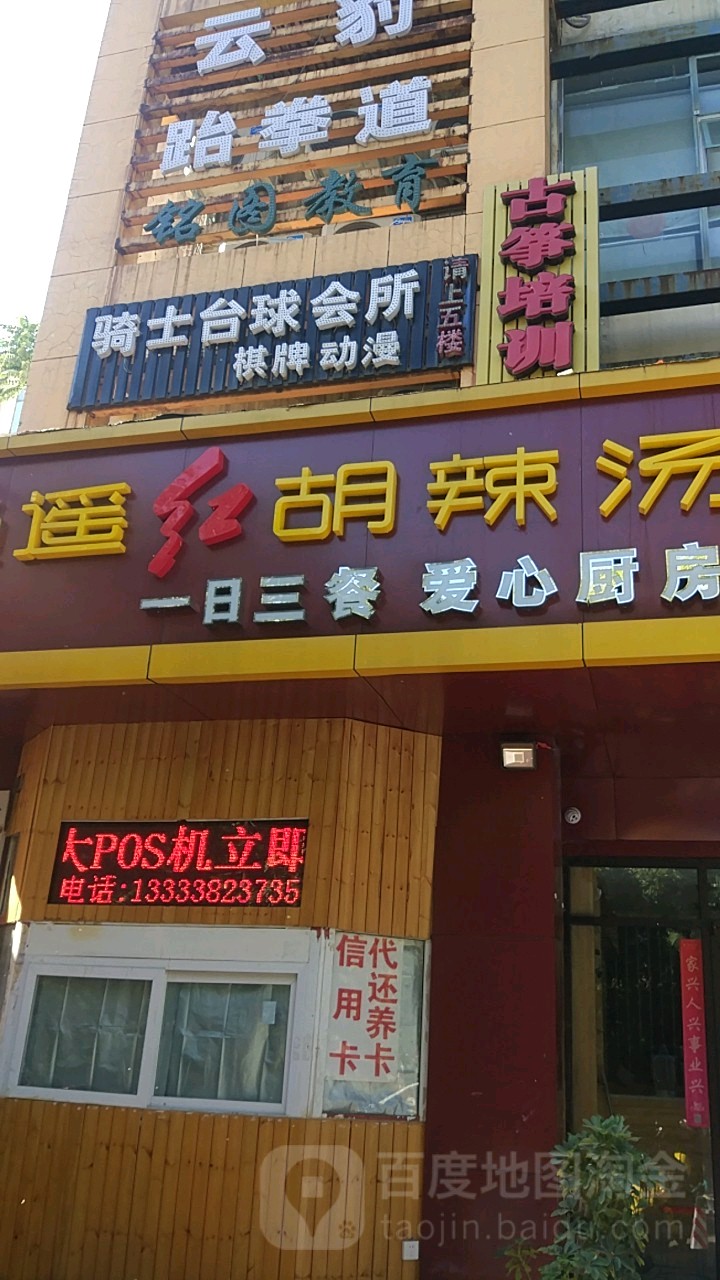 云豹
跆拳道
铭图教育
古筝培训
骑士台球会所
棋牌动漫
请上五楼
遥红胡辣汤
一日三餐 爱心厨房
大POS机立即
电话:13333823735
信用卡
代还养卡
家兴人兴事业兴
百度地图淘金
taojin.baidu.com